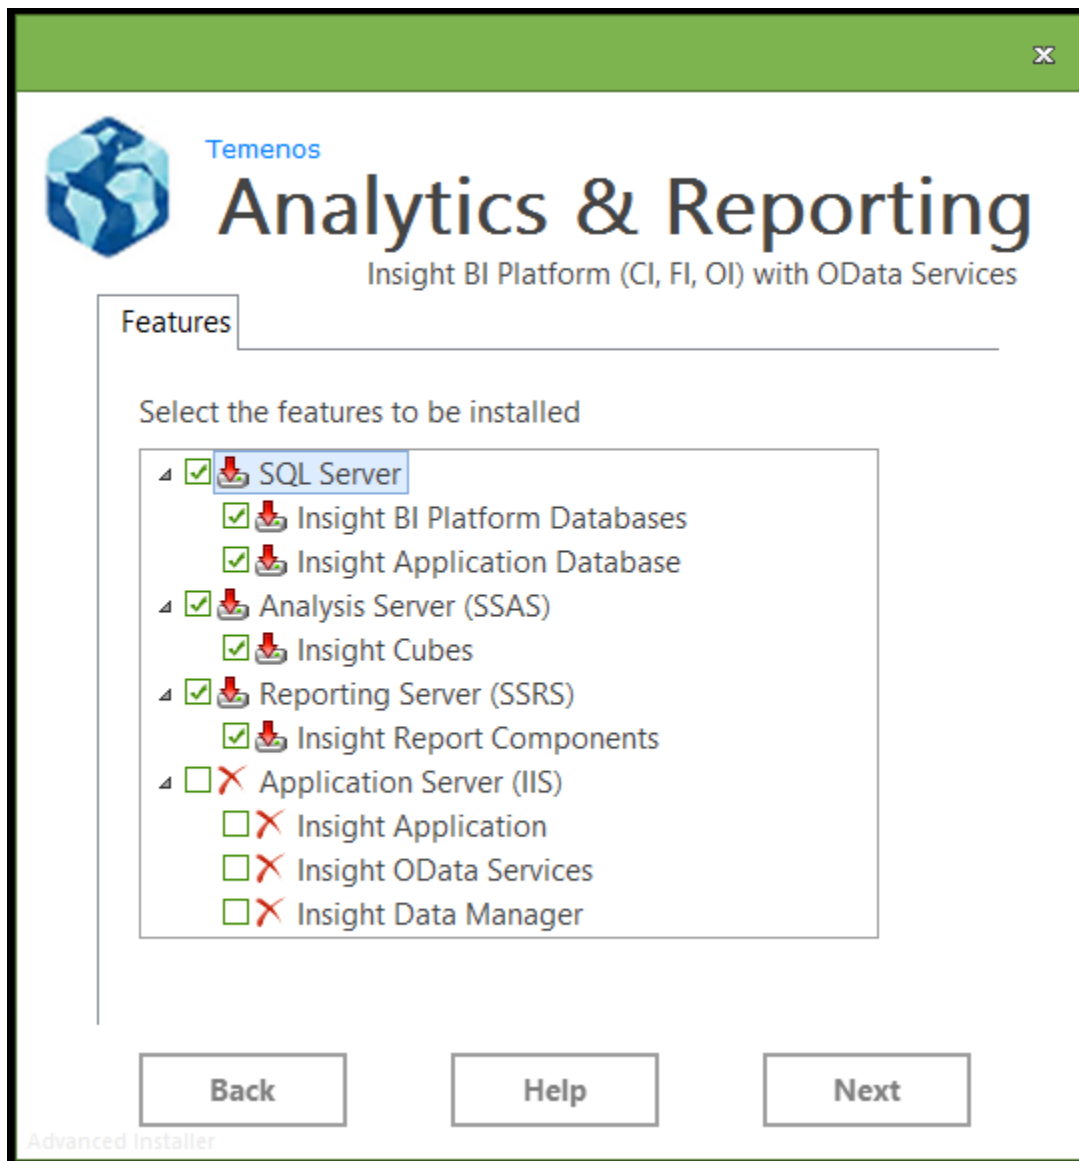 Temenos
Analytics & Reporting
Insight BI Platform (CI, FI, OI) with OData Services
Features
Select the features to be installed
SQL Server
Insight BI Platform Databases
Insight Application Database
Analysis Server (SSAS)
Insight Cubes
Reporting Server (SSRS)
Insight Report Components
Application Server (IIS)
Insight Application
Insight OData Services
Insight Data Manager
Back Help Next
Advanced Installer